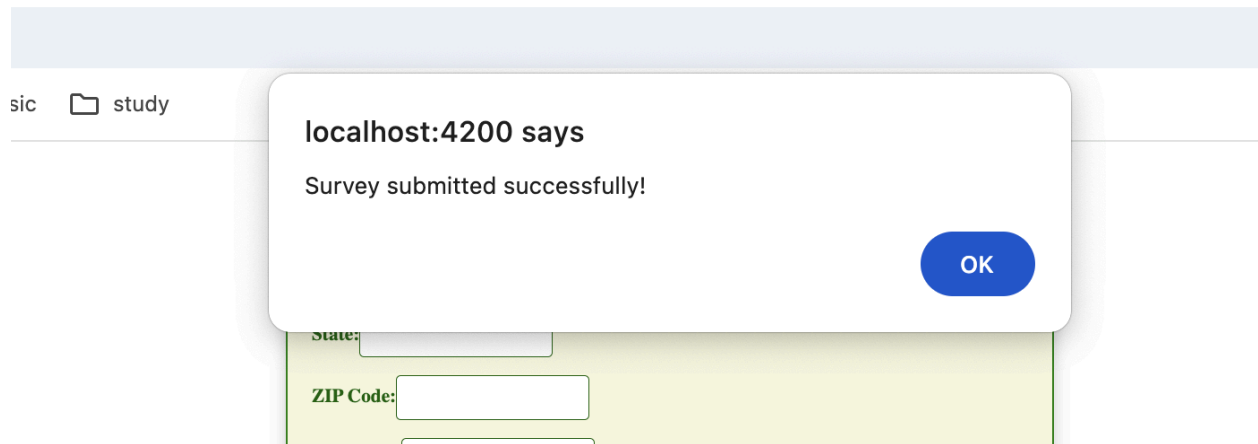 sic study
localhost:4200 says
Survey submitted successfully!
OK
State:
ZIP Code: